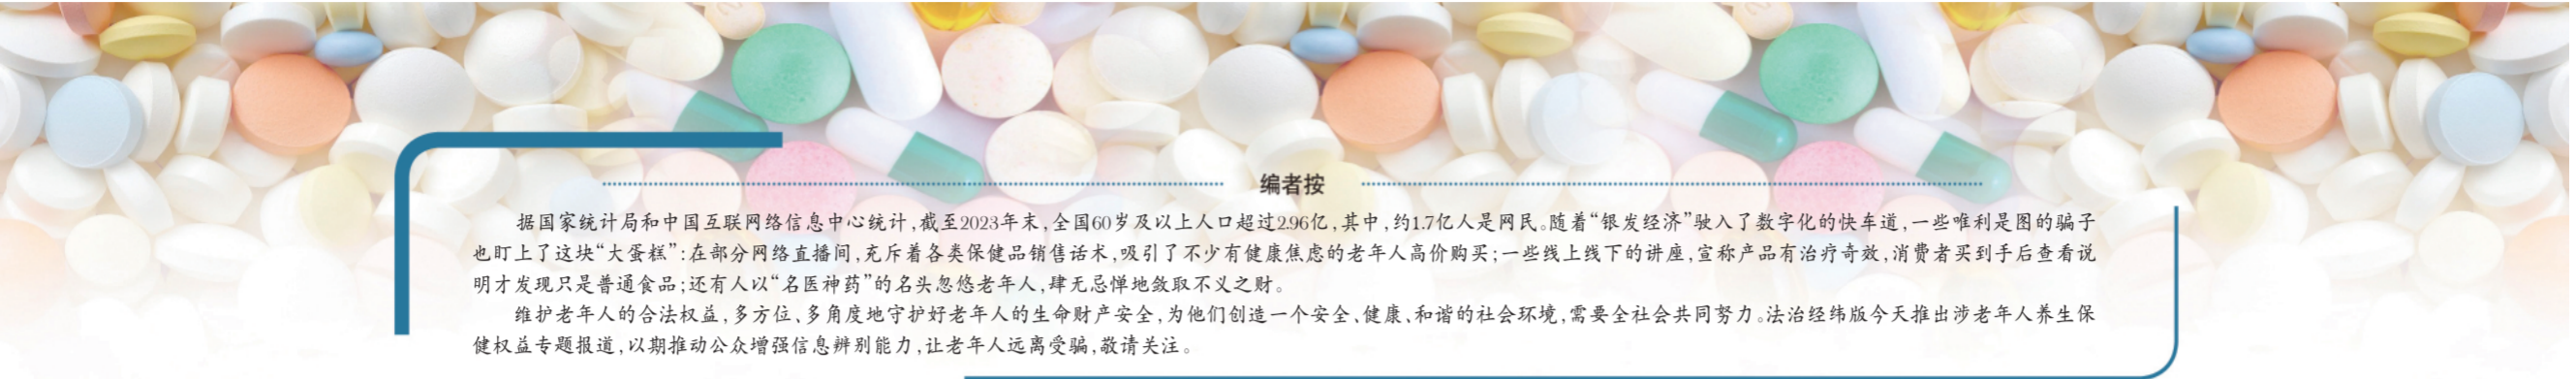 编者按
据国家统计局和中国互联网络信息中心统计,截至2023年末,全国60岁及以上人口超过2.96亿,其中,约1.7亿人是网民。随着“银发经济”驶入了数字化的快车道,一些唯利是图的骗子
也盯上了这块“大蛋糕”:在部分网络直播间,充斥着各类保健品销售话术,吸引了不少有健康焦虑的老年人高价购买;一些线上线下的讲座,宣称产品有治疗奇效,消费者买到手后查看说
明才发现只是普通食品;还有人以“名医神药”的名头忽悠老年人,肆无忌惮地敛取不义之财。
维护老年人的合法权益,多方位、多角度地守护好老年人的生命财产安全,为他们创造一个安全、健康、和谐的社会环境,需要全社会共同努力。法治经纬版今天推出涉老年人养生保
健权益专题报道,以期推动公众增强信息辨别能力,让老年人远离受骗,敬请关注。